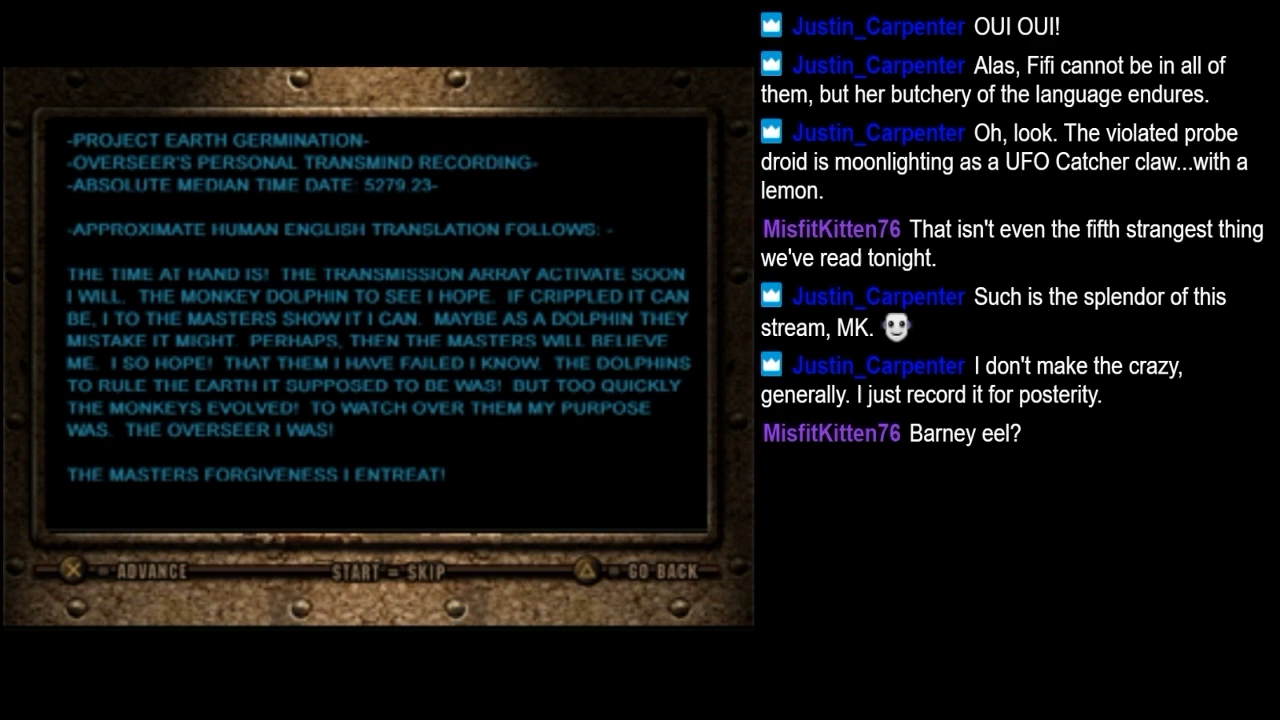 -PROJECT EARTH GERMINATION-
-OVERSEER'S PERSONAL TRANSMIND RECORDING-
-ABSOLUTE MEDIAN TIME DATE: 5279.23-
-APPROXIMATE HUMAN ENGLISH TRANSLATION FOLLOWS: -
THE TIME AT HAND IS!  THE TRANSMISSION ARRAY ACTIVATE SOON
I WILL.  THE MONKEY DOLPHIN TO SEE I HOPE.  IF CRIPPLED IT CAN
BE, I TO THE MASTERS SHOW IT I CAN.  MAYBE AS A DOLPHIN THEY
MISTAKE IT MIGHT.  PERHAPS, THEN THE MASTERS WILL BELIEVE
ME.  I SO HOPE!  THAT THEM I HAVE FAILED I KNOW.  THE DOLPHINS
TO RULE THE EARTH IT SUPPOSED TO BE WAS!  BUT TOO QUICKLY
THE MONKEYS EVOLVED!  TO WATCH OVER THEM MY PURPOSE
WAS.  THE OVERSEER I WAS!
THE MASTERS FORGIVENESS I ENTREAT!
X = ADVANCE
START = SKIP
△ = GO BACK
Justin_Carpenter OUI OUI!
Justin_Carpenter Alas, Fifi cannot be in all of
them, but her butchery of the language endures.
Justin_Carpenter Oh, look. The violated probe
droid is moonlighting as a UFO Catcher claw...with a
lemon.
MisfitKitten76 That isn't even the fifth strangest thing
we've read tonight.
Justin_Carpenter Such is the splendor of this
stream, MK.
Justin_Carpenter I don't make the crazy,
generally. I just record it for posterity.
MisfitKitten76 Barney eel?